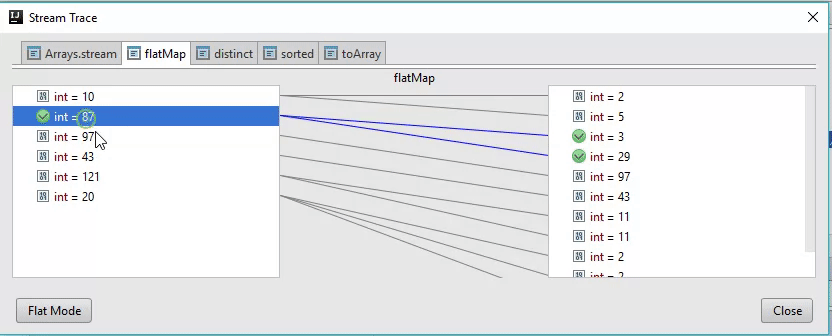 IJ
Stream Trace
Arrays.stream
flatMap
distinct
sorted
toArray
flatMap
int = 10
int = 87
int = 97
int = 43
int = 121
int = 20
int = 2
int = 5
int = 3
int = 29
int = 97
int = 43
int = 11
int = 11
int = 2
int = 2
Flat Mode
Close